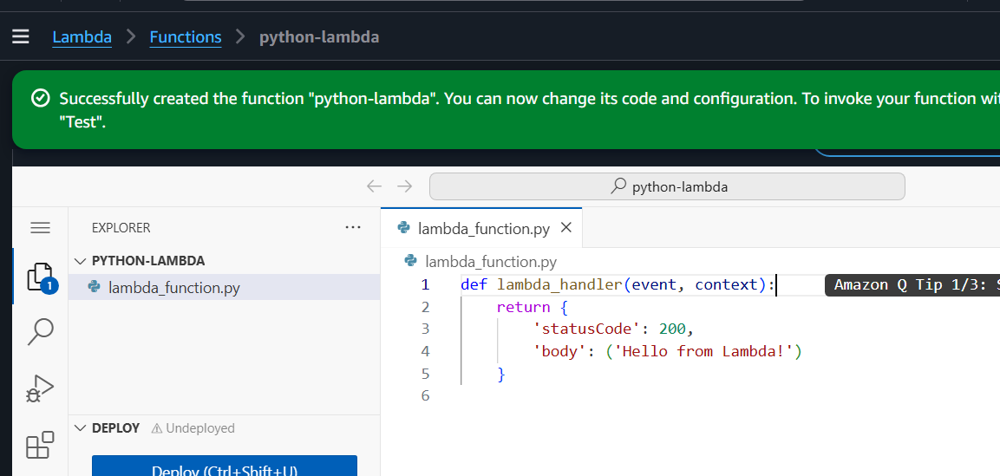 Lambda > Functions > python-lambda
Successfully created the function "python-lambda". You can now change its code and configuration. To invoke your function
"Test".
python-lambda
EXPLORER
PYTHON-LAMBDA
lambda_function.py
1
DEPLOY Undeployed
Deploy (Ctrl+Shift+U)
lambda_function.py
lambda_function.py
1 def lambda_handler(event, context):
Amazon Q Tip 1/3:
2     return {
3         'statusCode': 200,
4         'body': ('Hello from Lambda!')
5     }
6